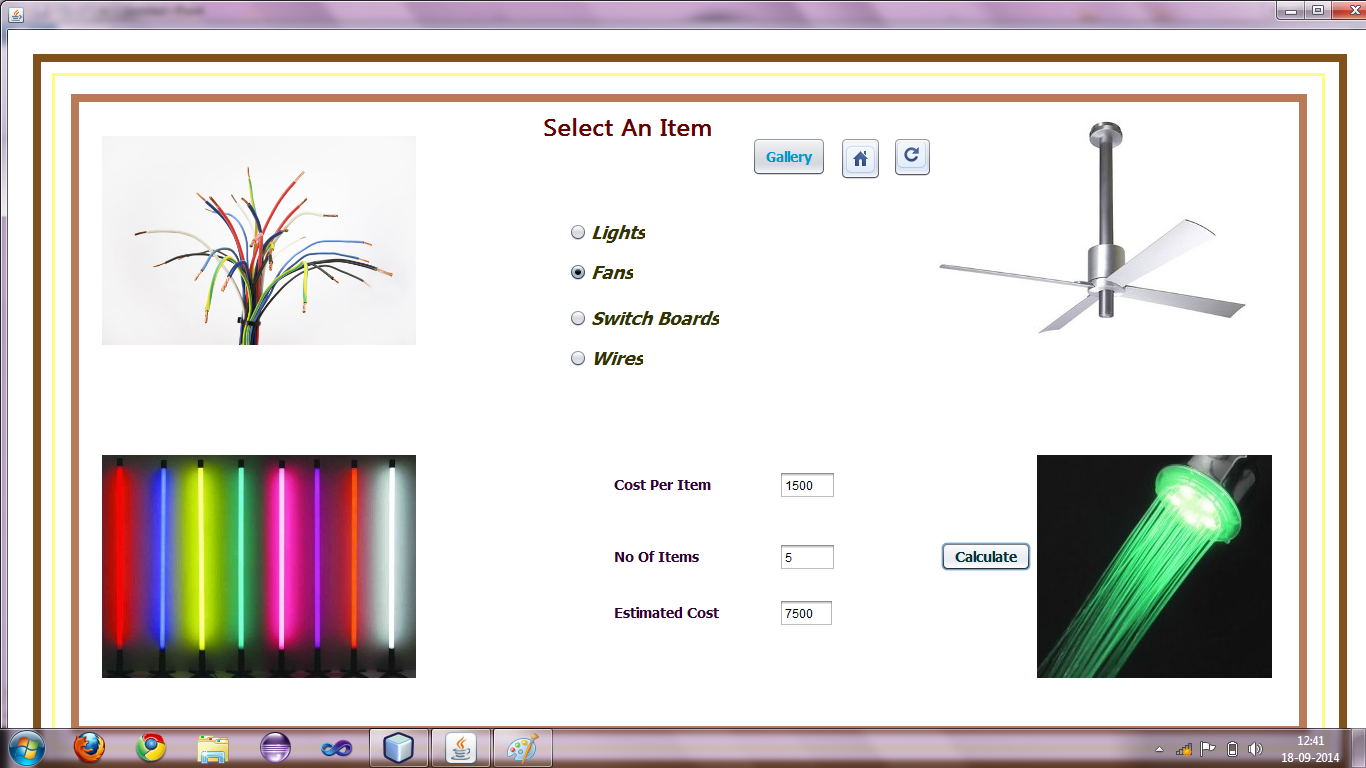 Select An Item
Gallery
Lights
Fans
Switch Boards
Wires
Cost Per Item 1500
No Of Items 5
Calculate
Estimated Cost 7500
12:41
18-09-2014